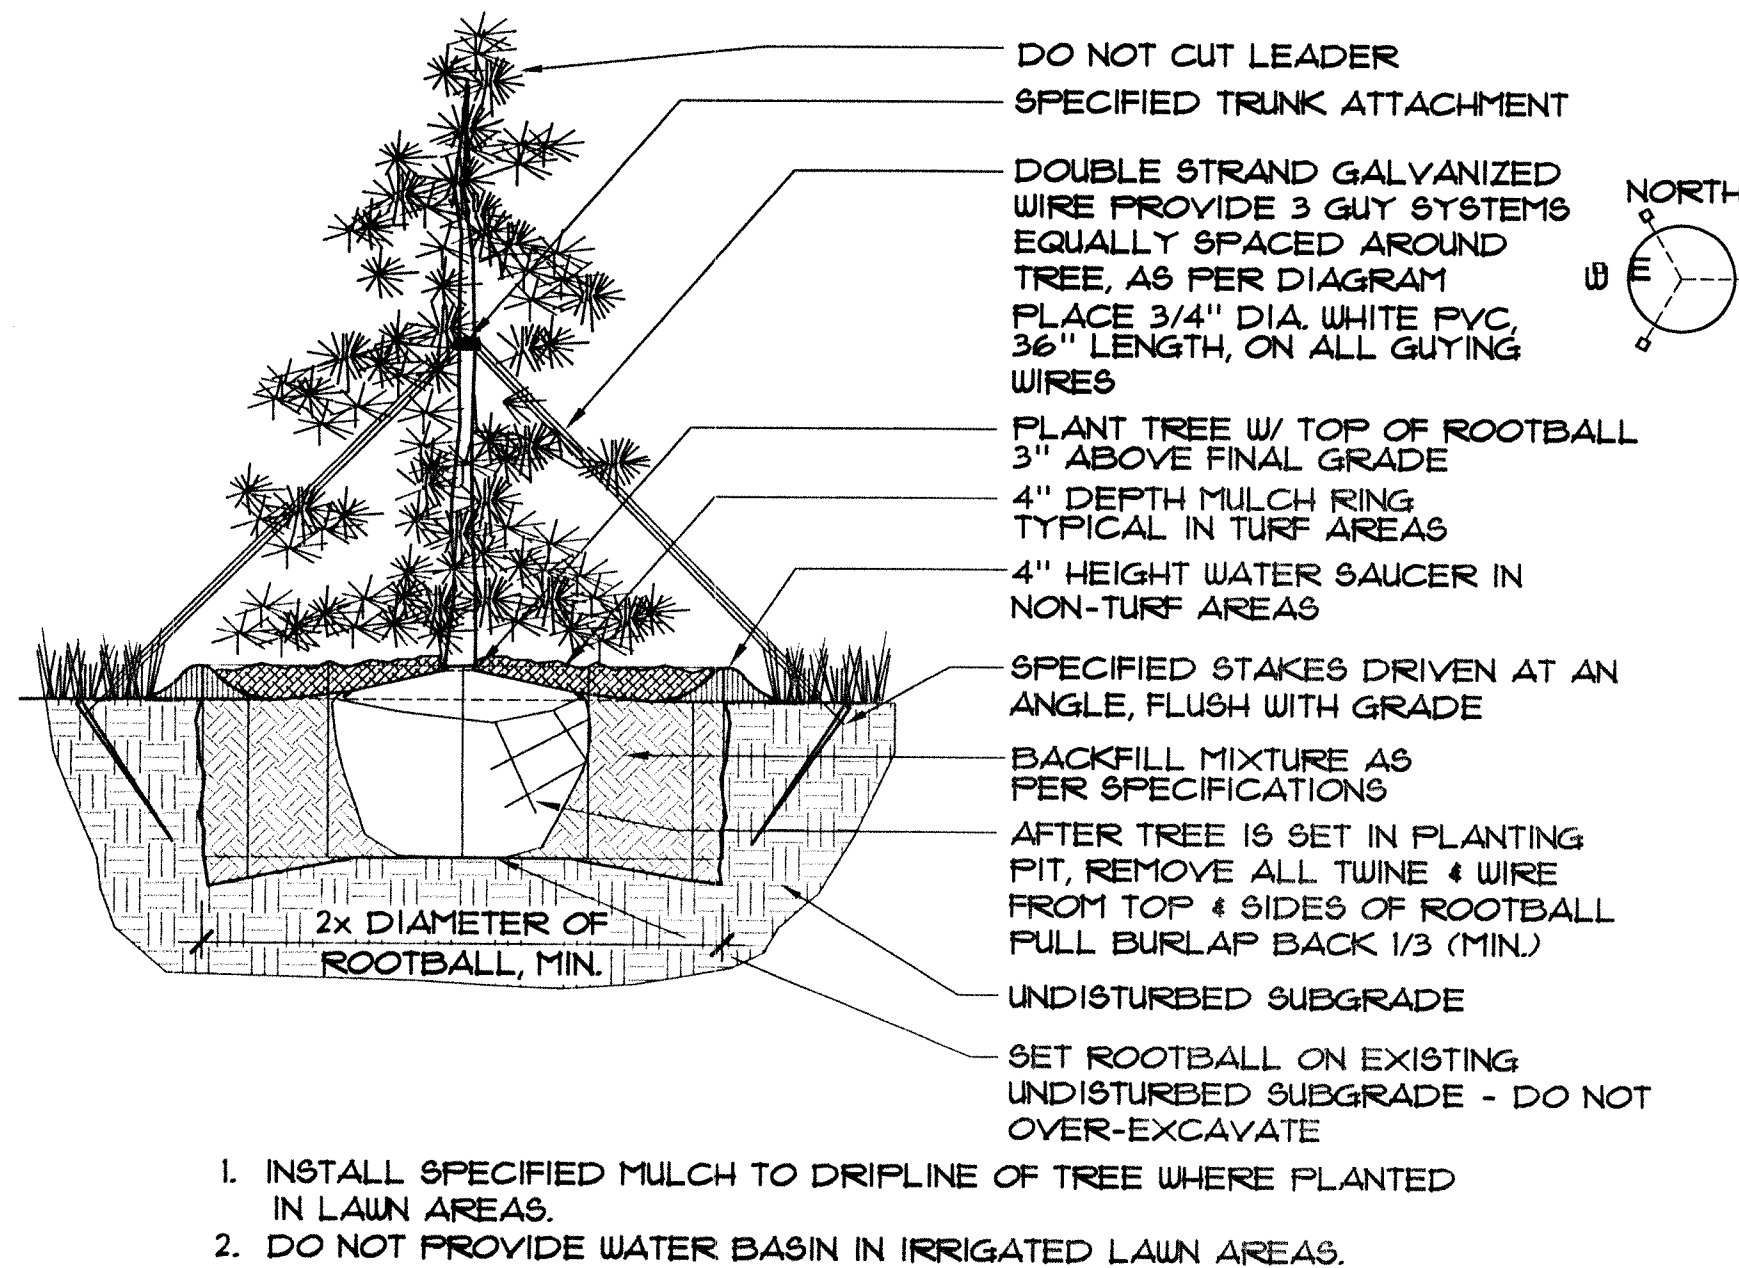 DO NOT CUT LEADER
SPECIFIED TRUNK ATTACHMENT
DOUBLE STRAND GALVANIZED
WIRE PROVIDE 3 GUY SYSTEMS
EQUALLY SPACED AROUND
TREE, AS PER DIAGRAM
PLACE 3/4" DIA. WHITE PVC,
36" LENGTH, ON ALL GUYING
WIRES
NORTH
W
E
PLANT TREE W/ TOP OF ROOTBALL
3" ABOVE FINAL GRADE
4" DEPTH MULCH RING
TYPICAL IN TURF AREAS
4" HEIGHT WATER SAUCER IN
NON-TURF AREAS
SPECIFIED STAKES DRIVEN AT AN
ANGLE, FLUSH WITH GRADE
BACKFILL MIXTURE AS
PER SPECIFICATIONS
AFTER TREE IS SET IN PLANTING
PIT, REMOVE ALL TWINE & WIRE
FROM TOP & SIDES OF ROOTBALL
PULL BURLAP BACK 1/3 (MIN.)
UNDISTURBED SUBGRADE
SET ROOTBALL ON EXISTING
UNDISTURBED SUBGRADE - DO NOT
OVER-EXCAVATE
2x DIAMETER OF
ROOTBALL, MIN.
1. INSTALL SPECIFIED MULCH TO DRIPLINE OF TREE WHERE PLANTED
IN LAWN AREAS.
2. DO NOT PROVIDE WATER BASIN IN IRRIGATED LAWN AREAS.